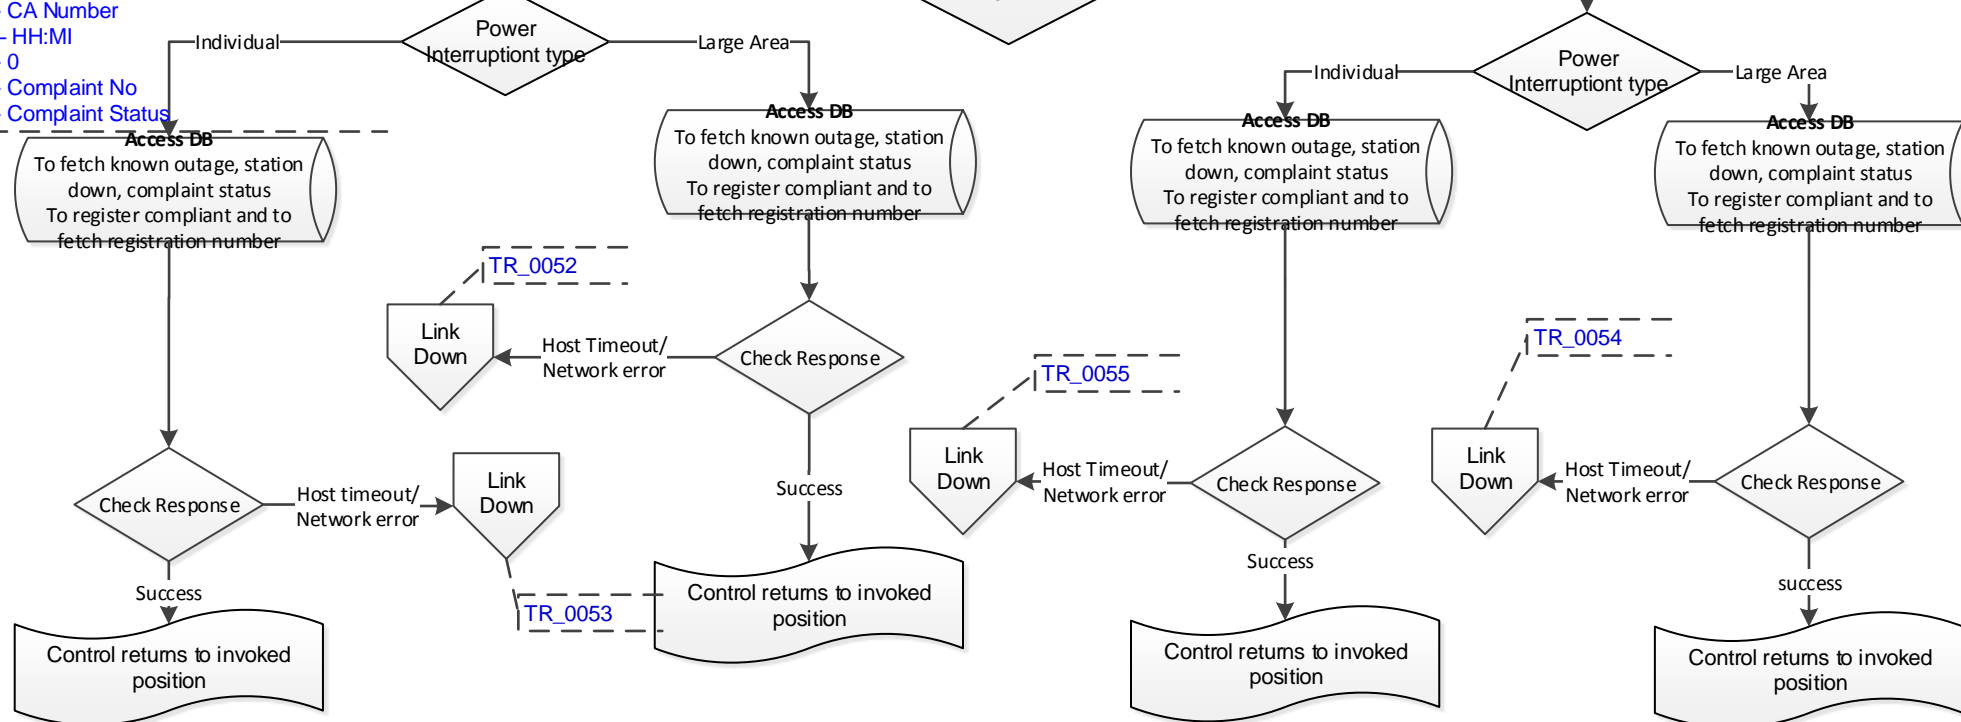 - CA Number
- HH:MI
- 0
- Complaint No
- Complaint Status
Individual
Power
Interruptiont type
Large Area
Access DB
To fetch known outage, station
down, complaint status
To register compliant and to
fetch registration number
Access DB
To fetch known outage, station
down, complaint status
To register compliant and to
fetch registration number
TR_0052
Link
Down
Host Timeout/
Network error
Check Response
Check Response
Host timeout/
Network error
Link
Down
TR_0053
Success
Control returns to invoked
position
Success
Control returns to invoked
position
Individual
Power
Interruptiont type
Large Area
Access DB
To fetch known outage, station
down, complaint status
To register compliant and to
fetch registration number
Access DB
To fetch known outage, station
down, complaint status
To register compliant and to
fetch registration number
TR_0055
Link
Down
Host Timeout/
Network error
Check Response
Success
Control returns to invoked
position
TR_0054
Link
Down
Host Timeout/
Network error
Check Response
success
Control returns to invoked
position